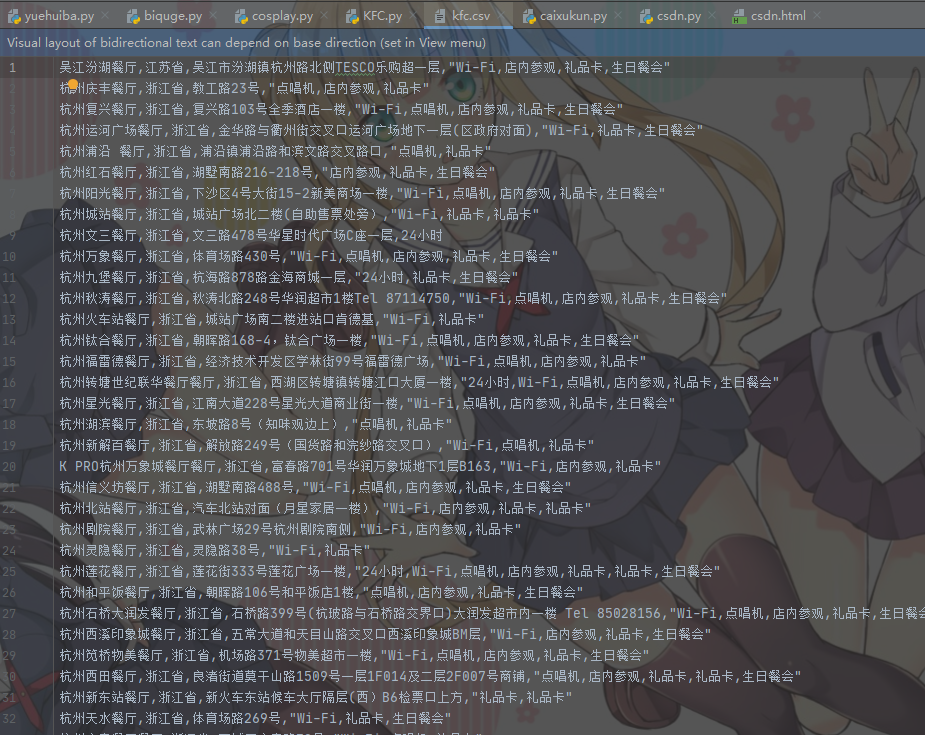 yuehuiba.py biquge.py cosplay.py KFC.py kfc.csv caixukun.py csdn.py csdn.html
Visual layout of bidirectional text can depend on base direction (set in View menu)
1 吴江汾湖餐厅,江苏省,吴江市汾湖镇杭州路北侧TESCO乐购超一层,"Wi-Fi,店内参观,礼品卡,生日餐会"
杭州庆丰餐厅,浙江省,教工路23号,"点唱机,店内参观,礼品卡"
杭州复兴餐厅,浙江省,复兴路103号全季酒店一楼,"Wi-Fi,点唱机,店内参观,礼品卡,生日餐会"
杭州运河广场餐厅,浙江省,金华路与衢州街交叉口运河广场地下一层(区政府对面),"Wi-Fi,礼品卡,生日餐会"
杭州浦沿 餐厅,浙江省,浦沿镇浦沿路和滨文路交叉路口,"点唱机,礼品卡"
杭州红石餐厅,浙江省,湖墅南路216-218号,"店内参观,礼品卡,生日餐会"
杭州阳光餐厅,浙江省,下沙区4号大街15-2新美商场一楼,"Wi-Fi,点唱机,店内参观,礼品卡,生日餐会"
杭州城站餐厅,浙江省,城站广场北二楼(自助售票处旁）,"Wi-Fi,礼品卡,礼品卡"
9 杭州文三餐厅,浙江省,文三路478号华星时代广场C座一层,24小时
10 杭州万象餐厅,浙江省,体育场路430号,"Wi-Fi,点唱机,店内参观,礼品卡,生日餐会"
11 杭州九堡餐厅,浙江省,杭海路878路金海商城一层,"24小时,礼品卡,生日餐会"
12 杭州秋涛餐厅,浙江省,秋涛北路248号华润超市1楼Tel 87114750,"Wi-Fi,点唱机,店内参观,礼品卡,生日餐会"
13 杭州火车站餐厅,浙江省,城站广场南二楼进站口肯德基,"Wi-Fi,礼品卡"
14 杭州钛合餐厅,浙江省,朝晖路168-4，钛合广场一楼,"Wi-Fi,点唱机,店内参观,礼品卡,生日餐会"
15 杭州福雷德餐厅,浙江省,经济技术开发区学林街99号福雷德广场,"Wi-Fi,点唱机,店内参观,礼品卡"
16 杭州转塘世纪联华餐厅餐厅,浙江省,西湖区转塘镇转塘江口大厦一楼,"24小时,Wi-Fi,点唱机,店内参观,礼品卡,生日餐会"
17 杭州星光餐厅,浙江省,江南大道228号星光大道商业街一楼,"Wi-Fi,点唱机,店内参观,礼品卡,生日餐会"
18 杭州湖滨餐厅,浙江省,东坡路8号（知味观边上）,"点唱机,礼品卡"
19 杭州新解百餐厅,浙江省,解放路249号（国货路和浣纱路交叉口）,"Wi-Fi,点唱机,礼品卡"
20 K PRO杭州万象城餐厅餐厅,浙江省,富春路701号华润万象城地下1层B163,"Wi-Fi,店内参观,礼品卡"
21 杭州信义坊餐厅,浙江省,湖墅南路488号,"Wi-Fi,点唱机,店内参观,礼品卡,生日餐会"
22 杭州北站餐厅,浙江省,汽车北站对面（月星家居一楼）,"Wi-Fi,店内参观,礼品卡,礼品卡"
23 杭州剧院餐厅,浙江省,武林广场29号杭州剧院南侧,"Wi-Fi,店内参观,礼品卡"
24 杭州灵隐餐厅,浙江省,灵隐路38号,"Wi-Fi,礼品卡"
25 杭州莲花餐厅,浙江省,莲花街333号莲花广场一楼,"24小时,Wi-Fi,点唱机,店内参观,礼品卡,礼品卡,生日餐会"
26 杭州和平饭餐厅,浙江省,朝晖路106号和平饭店1楼,"点唱机,店内参观,礼品卡,生日餐会"
27 杭州石桥大润发餐厅,浙江省,石桥路399号(杭玻路与石桥路交界口)大润发超市内一楼 Tel 85028156,"Wi-Fi,点唱机,店内参观,礼品卡,生日餐会
28 杭州西溪印象城餐厅,浙江省,五常大道和天目山路交叉口西溪印象城BM层,"Wi-Fi,店内参观,礼品卡,生日餐会"
29 杭州笕桥物美餐厅,浙江省,机场路371号物美超市一楼,"Wi-Fi,点唱机,店内参观,礼品卡,生日餐会"
30 杭州西田餐厅,浙江省,良渚街道莫干山路1509号一层1F014及二层2F007号商铺,"点唱机,店内参观,礼品卡,礼品卡,生日餐会"
31 杭州新东站餐厅,浙江省,新火车东站候车大厅隔层(西）B6检票口上方,"礼品卡,礼品卡"
32 杭州天水餐厅,浙江省,体育场路269号,"Wi-Fi,礼品卡,生日餐会"